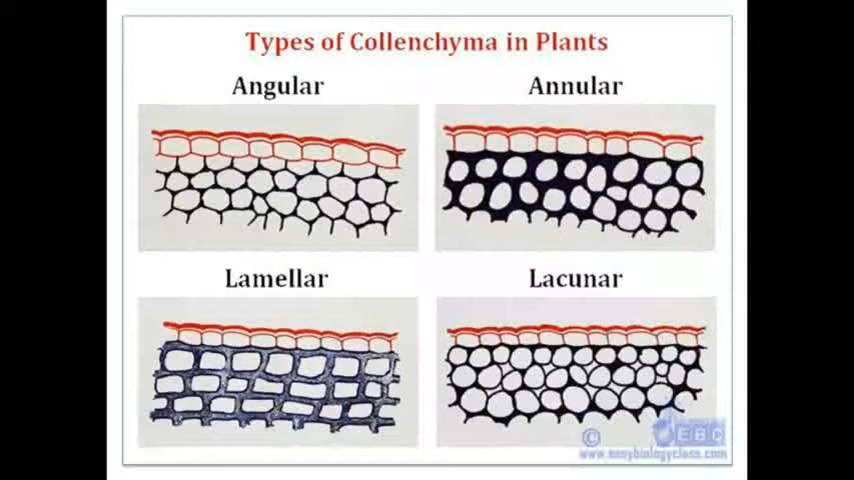 Types of Collenchyma in Plants
Angular
Annular
Lamellar
Lacunar
© EBC
www.easybiologyclass.com